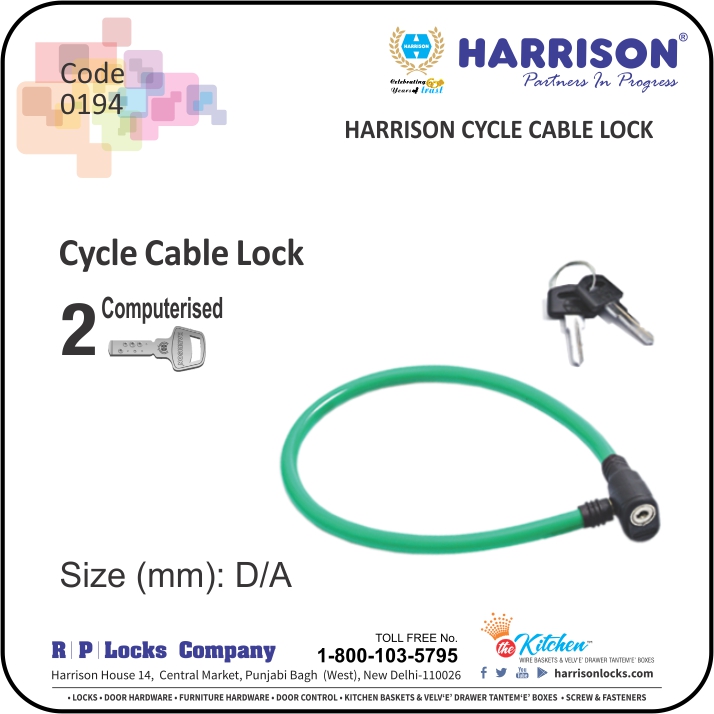 Code
0194
HARRISON
Celebrating
Years of trust
HARRISON®
Partners In Progress
HARRISON CYCLE CABLE LOCK
Cycle Cable Lock
2 Computerised
Size (mm): D/A
R|P|Locks Company
TOLL FREE No.
1-800-103-5795
the Kitchen™
WIRE BASKETS & VELV'E' DRAWER TANTEM'E' BOXES
Harrison House 14, Central Market, Punjabi Bagh (West), New Delhi-110026
harrisonlocks.com
• LOCKS • DOOR HARDWARE • FURNITURE HARDWARE • DOOR CONTROL • KITCHEN BASKETS & VELV'E' DRAWER TANTEM'E' BOXES • SCREW & FASTENERS